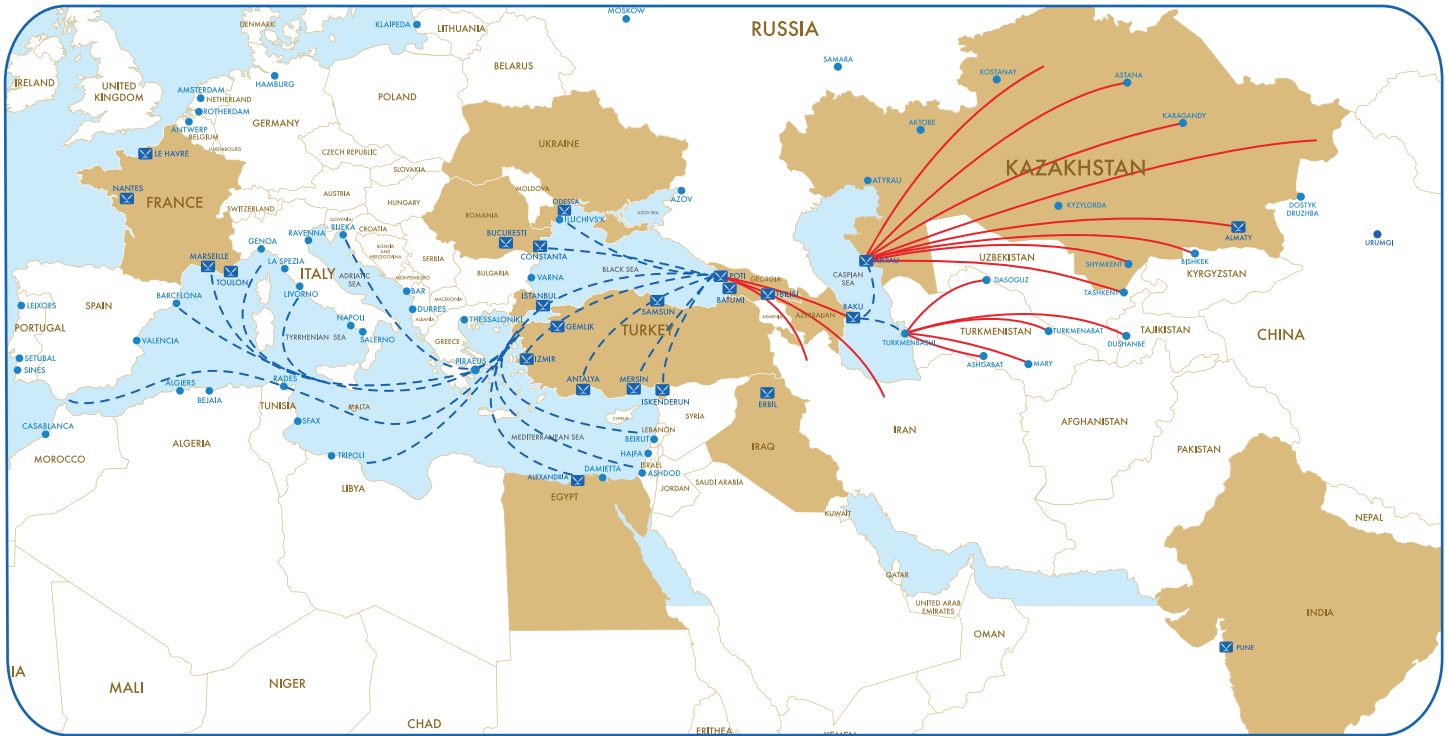 MOSKOW
DENMARK
KLAIPEDA
LITHUANIA
RUSSIA
SAMARA
BELARUS
IRELAND
UNITED
KINGDOM
HAMBURG
AMSTERDAM
NETHERLAND
ROTHERDAM
ANTWERP
BELGIUM
LUXEMBOURG
GERMANY
POLAND
KOSTANAY
ASTANA
KARAGANDY
AKTOBE
KAZAKHSTAN
UKRAINE
LE HAVRE
CZECH REPUBLIC
SLOVAKIA
NANTES
FRANCE
AUSTRIA
SWITZERLAND
HUNGARY
MOLDOVA
ROMANIA
ODESSA
ILLICHIVS'K
AZOV SEA
AZOV
ATYRAU
KYZYLORDA
DOSTYK
DRUZHBA
ALMATY
URUMGI
SLOVENIA
RIJEKA
CROATIA
RAVENNA
GENOA
LA SPEZIA
BOSNIA
AND
HERZEGOVINA
SERBIA
BUCURESTI
CONSTANTA
MARSEILLE
TOULON
ITALY
ADRIATIC
SEA
MONTENEGRO
BULGARIA
VARNA
BLACK SEA
POTI
GEORGIA
BATUMI
TBILISI
CASPIAN
SEA
AKTAU
UZBEKISTAN
SHYMKENT
BISHKEK
KYRGYZSTAN
DASOGUZ
TASHKENT
LEIXOES
SPAIN
BARCELONA
LIVORNO
BAR
MACEDONIA
DURRES
ALBANIA
ISTANBUL
SAMSUN
ARMENIA
AZERBAIJAN
BAKU
PORTUGAL
VALENCIA
NAPOLI
TYRRHENIAN SEA
SALERNO
THESSALONIKI
GREECE
GEMLIK
TURKEY
TURKMENBASHI
TURKMENISTAN
TURKMENABAT
TAJIKISTAN
DUSHANBE
CHINA
SETUBAL
SINES
PIRAEUS
IZMIR
ASHGABAT
MARY
ALGIERS
BEJAIA
RADES
TUNISIA
MALTA
ANTALYA
MERSIN
ISKENDERUN
ERBİL
CASABLANCA
SFAX
CYPRUS
SYRIA
LEBANON
BEIRUT
IRAN
AFGHANISTAN
MOROCCO
ALGERIA
TRIPOLI
MEDITERRANEAN SEA
HAIFA
ISRAEL
ASHDOD
IRAQ
PAKISTAN
LIBYA
ALEXANDRIA
DAMIETTA
EGYPT
JORDAN
SAUDI ARABIA
KUWAIT
NEPAL
QATAR
UNITED ARAB
EMIRATES
OMAN
INDIA
PUNE
IA
MALI
NIGER
CHAD
ERITHEA
YEMEN